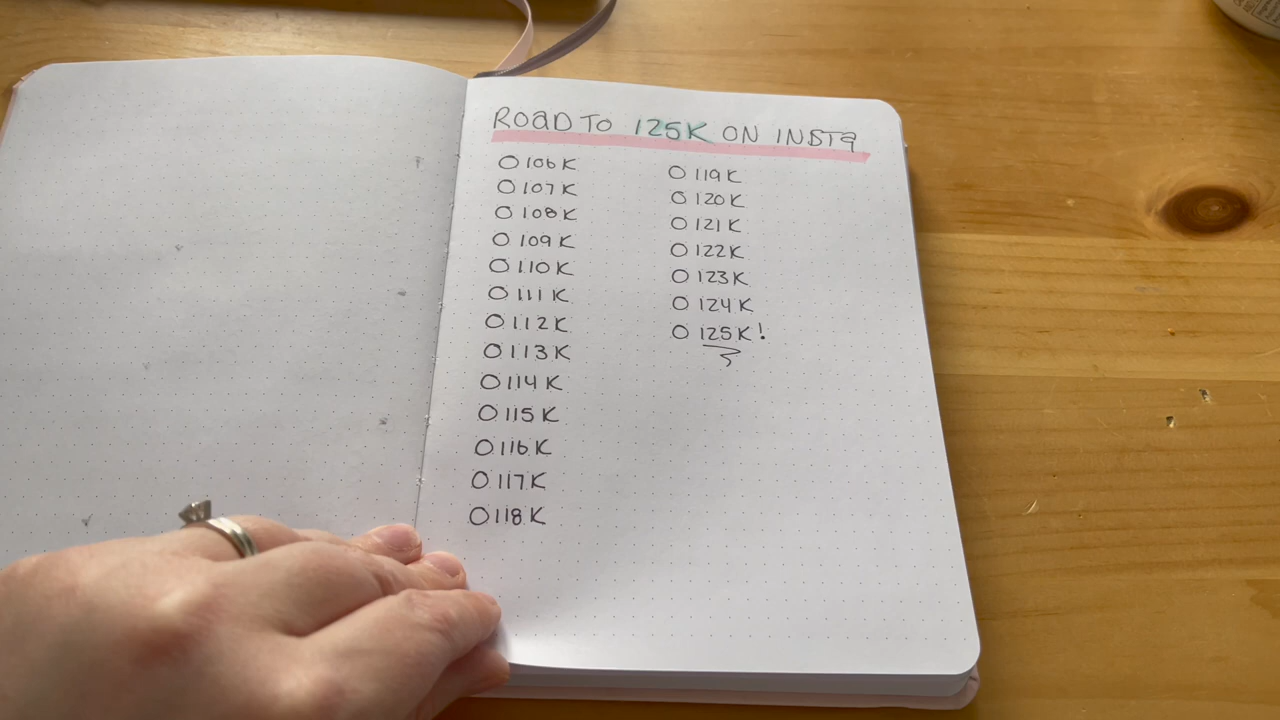 ROAD TO 125K ON INSTA
O 106K
O 107K
O 108K
O 109K
O 110K
O 111K
O 112K
O 113K
O 114K
O 115K
O 116K
O 117K
O 118K
O 119K
O 120K
O 121K
O 122K
O 123K
O 124K
O 125K!